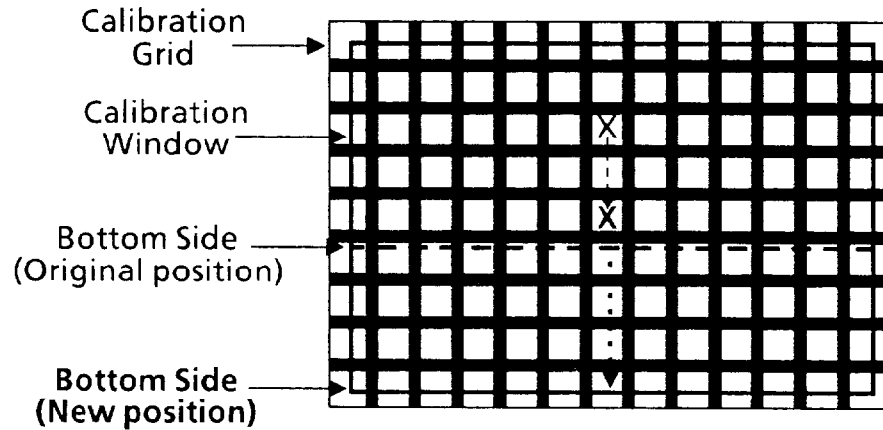 Calibration
Grid
Calibration
Window
X
X
Bottom Side
(Original position)
Bottom Side
(New position)